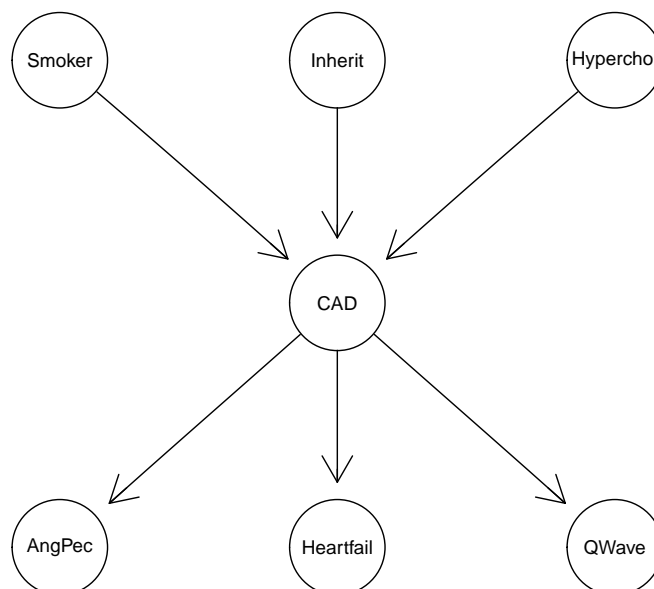 Smoker
Inherit
Hypercho
CAD
AngPec
Heartfail
QWave